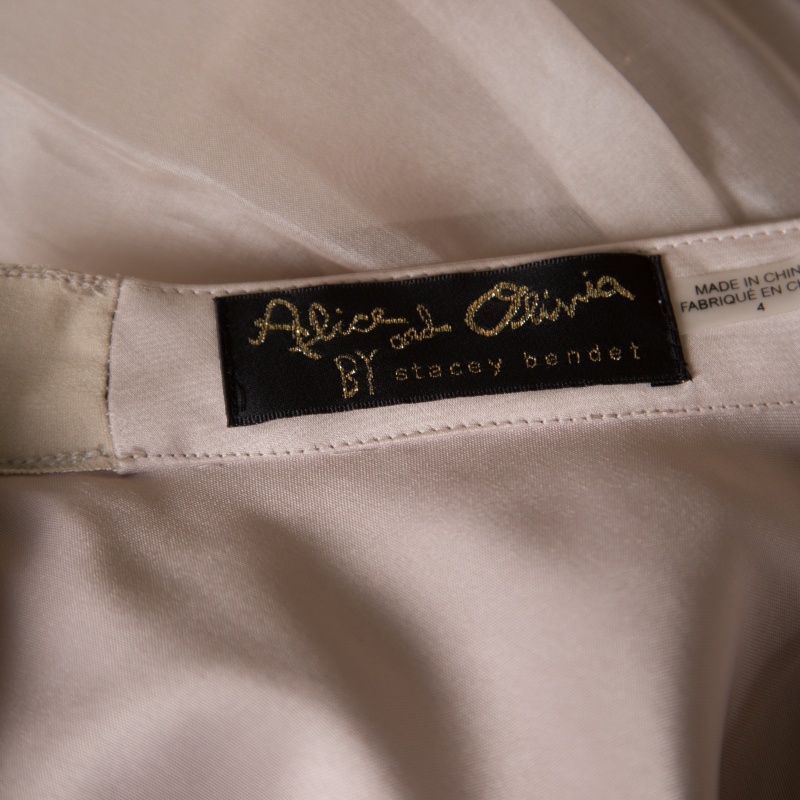 Alice and Olivia
BY stacey bendet
MADE IN CHIN
FABRIQUÉ EN C
4